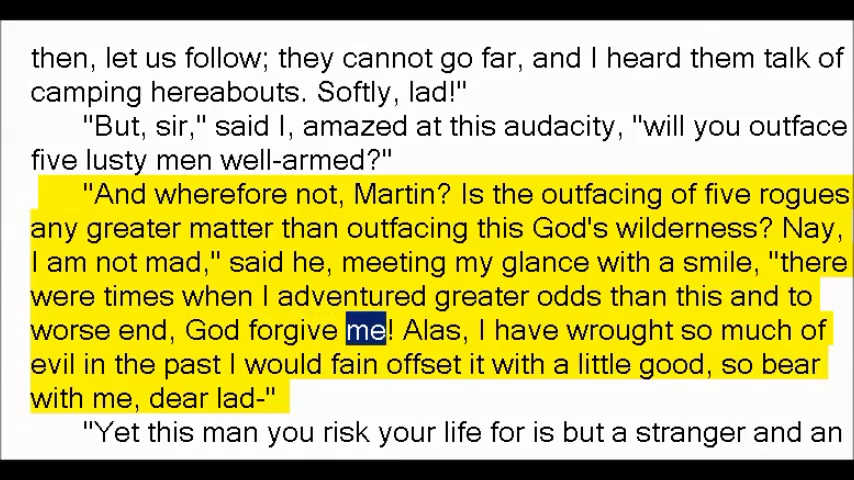 then, let us follow; they cannot go far, and I heard them talk of
camping hereabouts. Softly, lad!"
"But, sir," said I, amazed at this audacity, "will you outface
five lusty men well-armed?"
"And wherefore not, Martin? Is the outfacing of five rogues
any greater matter than outfacing this God's wilderness? Nay,
I am not mad," said he, meeting my glance with a smile, "there
were times when I adventured greater odds than this and to
worse end, God forgive me! Alas, I have wrought so much of
evil in the past I would fain offset it with a little good, so bear
with me, dear lad-"
"Yet this man you risk your life for is but a stranger and an